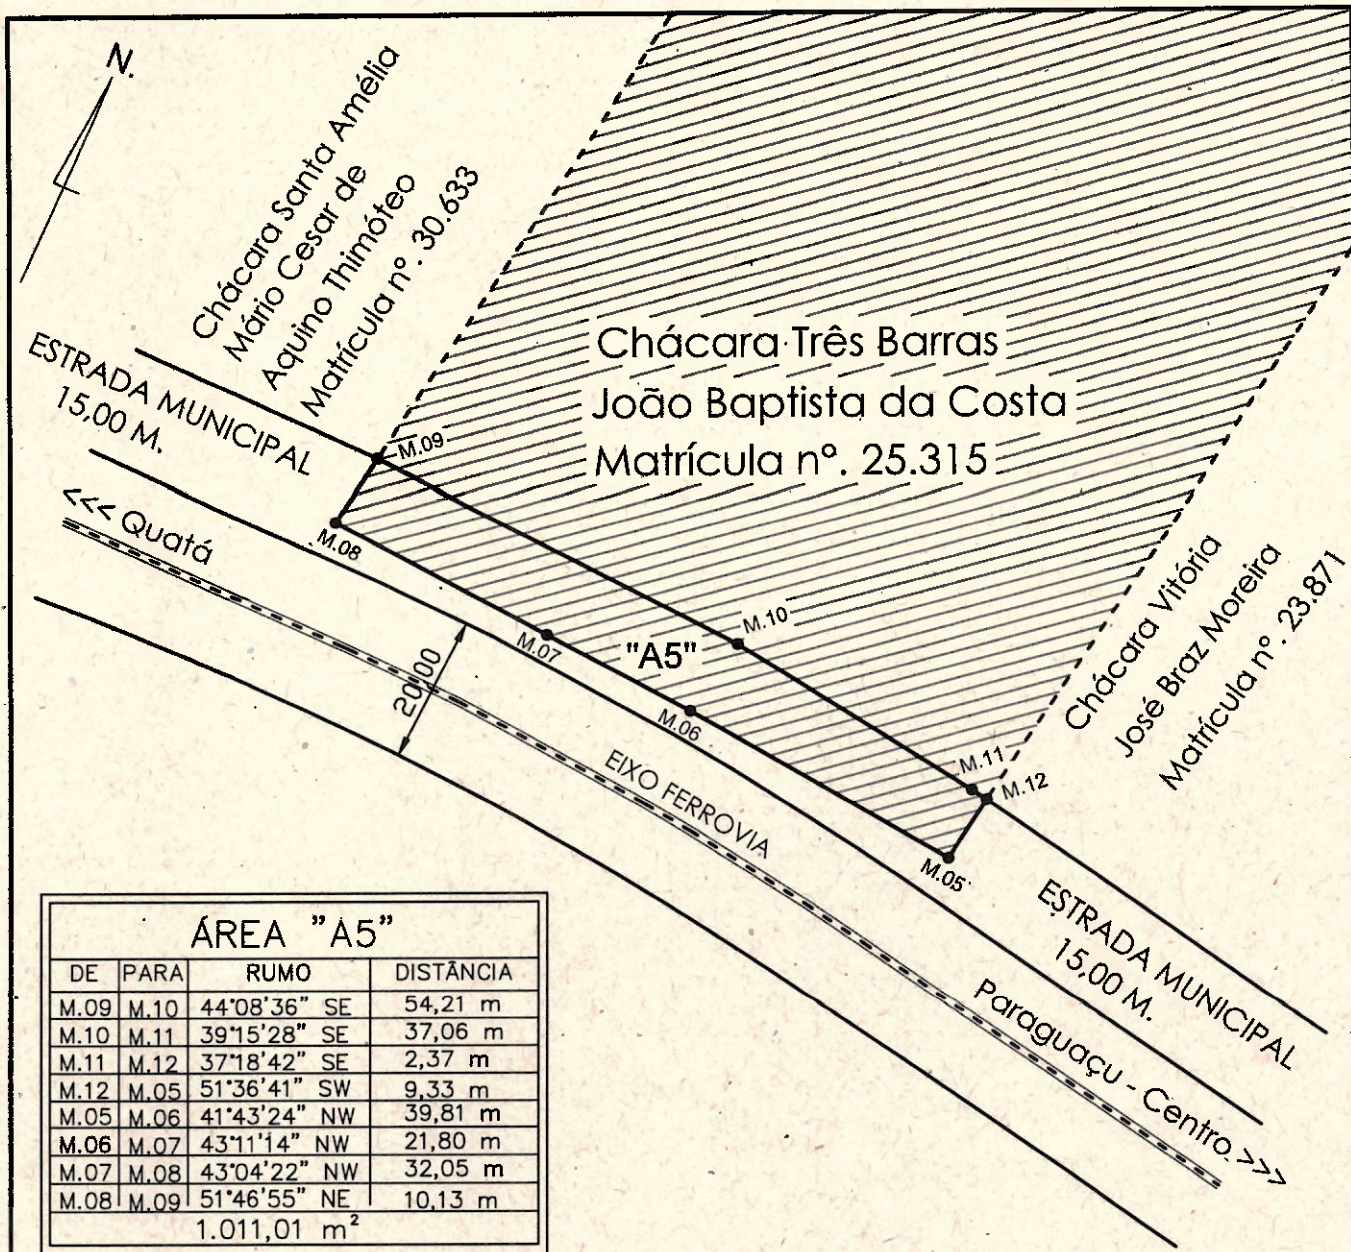 N.
Chácara Santa Amélia
Mário Cesar de
Aquino Thimóteo
Matrícula nº. 30.633
ESTRADA MUNICIPAL
15,00 M.
<<< Quatá
Chácara Três Barras
João Baptista da Costa
Matrícula nº. 25.315
M.09
M.08
M.10
M.07
"A5"
M.06
20,00
EIXO FERROVIA
M.11
M.12
M.05
Chácara Vitória
José Braz Moreira
Matrícula nº. 23.871
ESTRADA MUNICIPAL
15,00 M.
Paraguaçu - Centro >>>
ÁREA "A5"
DE PARA RUMO DISTÂNCIA
M.09 M.10 44°08'36" SE 54,21 m
M.10 M.11 39°15'28" SE 37,06 m
M.11 M.12 37°18'42" SE 2,37 m
M.12 M.05 51°36'41" SW 9,33 m
M.05 M.06 41°43'24" NW 39,81 m
M.06 M.07 43°11'14" NW 21,80 m
M.07 M.08 43°04'22" NW 32,05 m
M.08 M.09 51°46'55" NE 10,13 m
1.011,01 m²